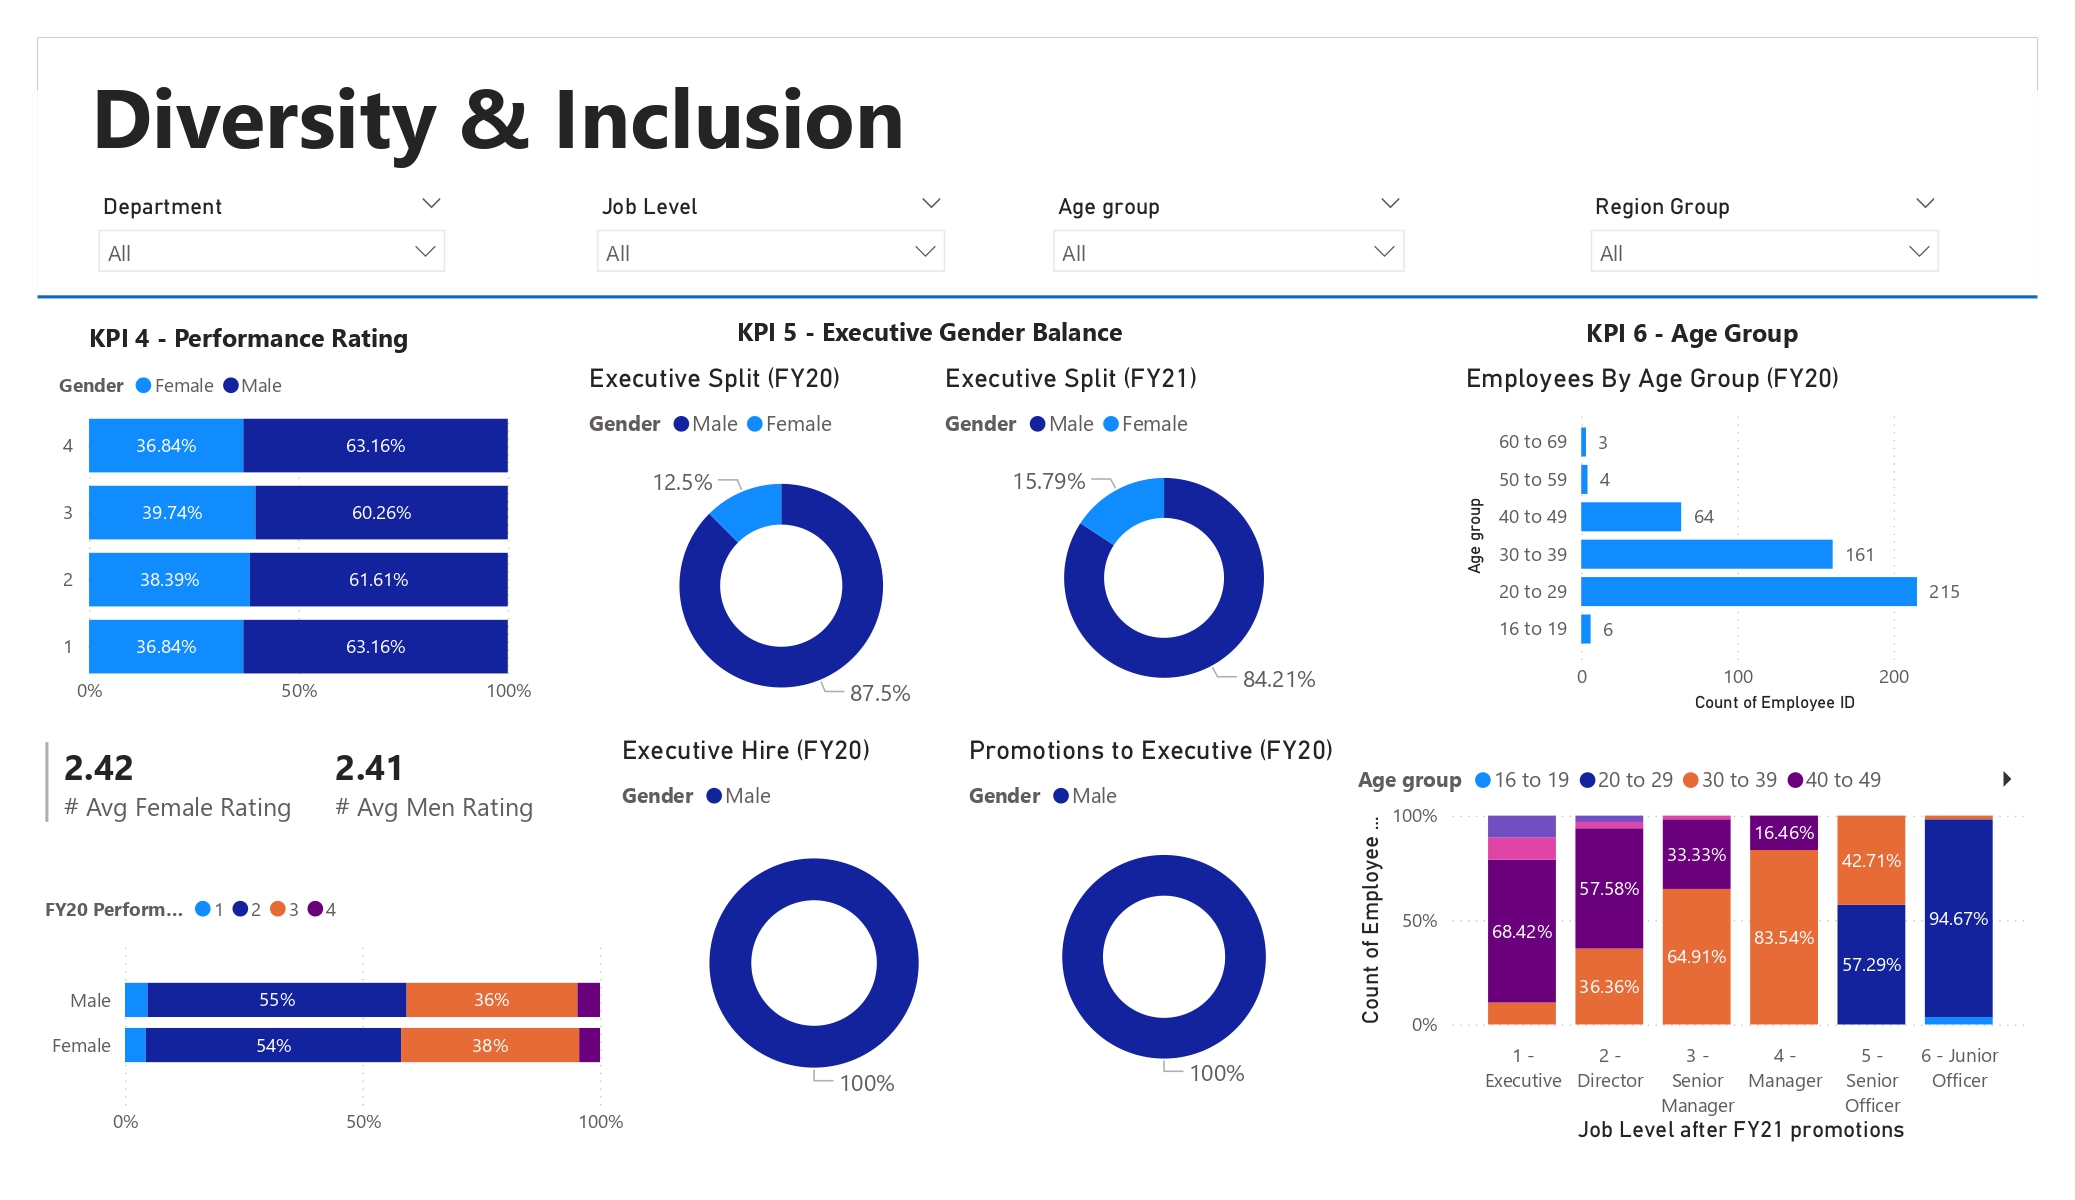 Diversity & Inclusion
Department
All
Job Level
All
Age group
All
Region Group
All
KPI 4 - Performance Rating
Gender Female Male
4 36.84% 63.16%
3 39.74% 60.26%
2 38.39% 61.61%
1 36.84% 63.16%
0% 50% 100%
2.42
# Avg Female Rating
2.41
# Avg Men Rating
FY20 Perform... 1 2 3 4
Male 55% 36%
Female 54% 38%
0% 50% 100%
KPI 5 - Executive Gender Balance
Executive Split (FY20)
Gender Male Female
12.5%
87.5%
Executive Split (FY21)
Gender Male Female
15.79%
84.21%
Executive Hire (FY20)
Gender Male
100%
Promotions to Executive (FY20)
Gender Male
100%
KPI 6 - Age Group
Employees By Age Group (FY20)
Age group
60 to 69 3
50 to 59 4
40 to 49 64
30 to 39 161
20 to 29 215
16 to 19 6
0 100 200
Count of Employee ID
Age group 16 to 19 20 to 29 30 to 39 40 to 49
Count of Employee ...
100%
50%
0%
68.42%
57.58%
36.36%
33.33%
64.91%
16.46%
83.54%
42.71%
57.29%
94.67%
1 -
Executive
2 -
Director
3 -
Senior
Manager
4 -
Manager
5 -
Senior
Officer
6 - Junior
Officer
Job Level after FY21 promotions